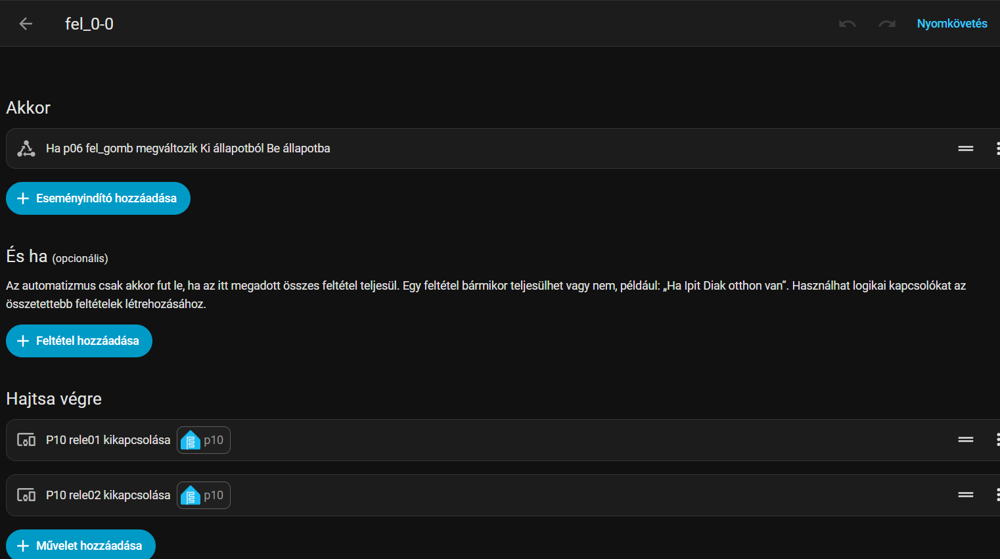 fel_0-0
Nyomkövetés
Akkor
Ha p06 fel_gomb megváltozik Ki állapotból Be állapotba
Eseményindító hozzáadása
És ha (opcionális)
Az automatizmus csak akkor fut le, ha az itt megadott összes feltétel teljesül. Egy feltétel bármikor teljesülhet vagy nem, például: „Ha Ipit Diak otthon van”. Használhat logikai kapcsolókat az
összetettebb feltételek létrehozásához.
Feltétel hozzáadása
Hajtsa végre
P10 rele01 kikapcsolása p10
P10 rele02 kikapcsolása p10
Művelet hozzáadása